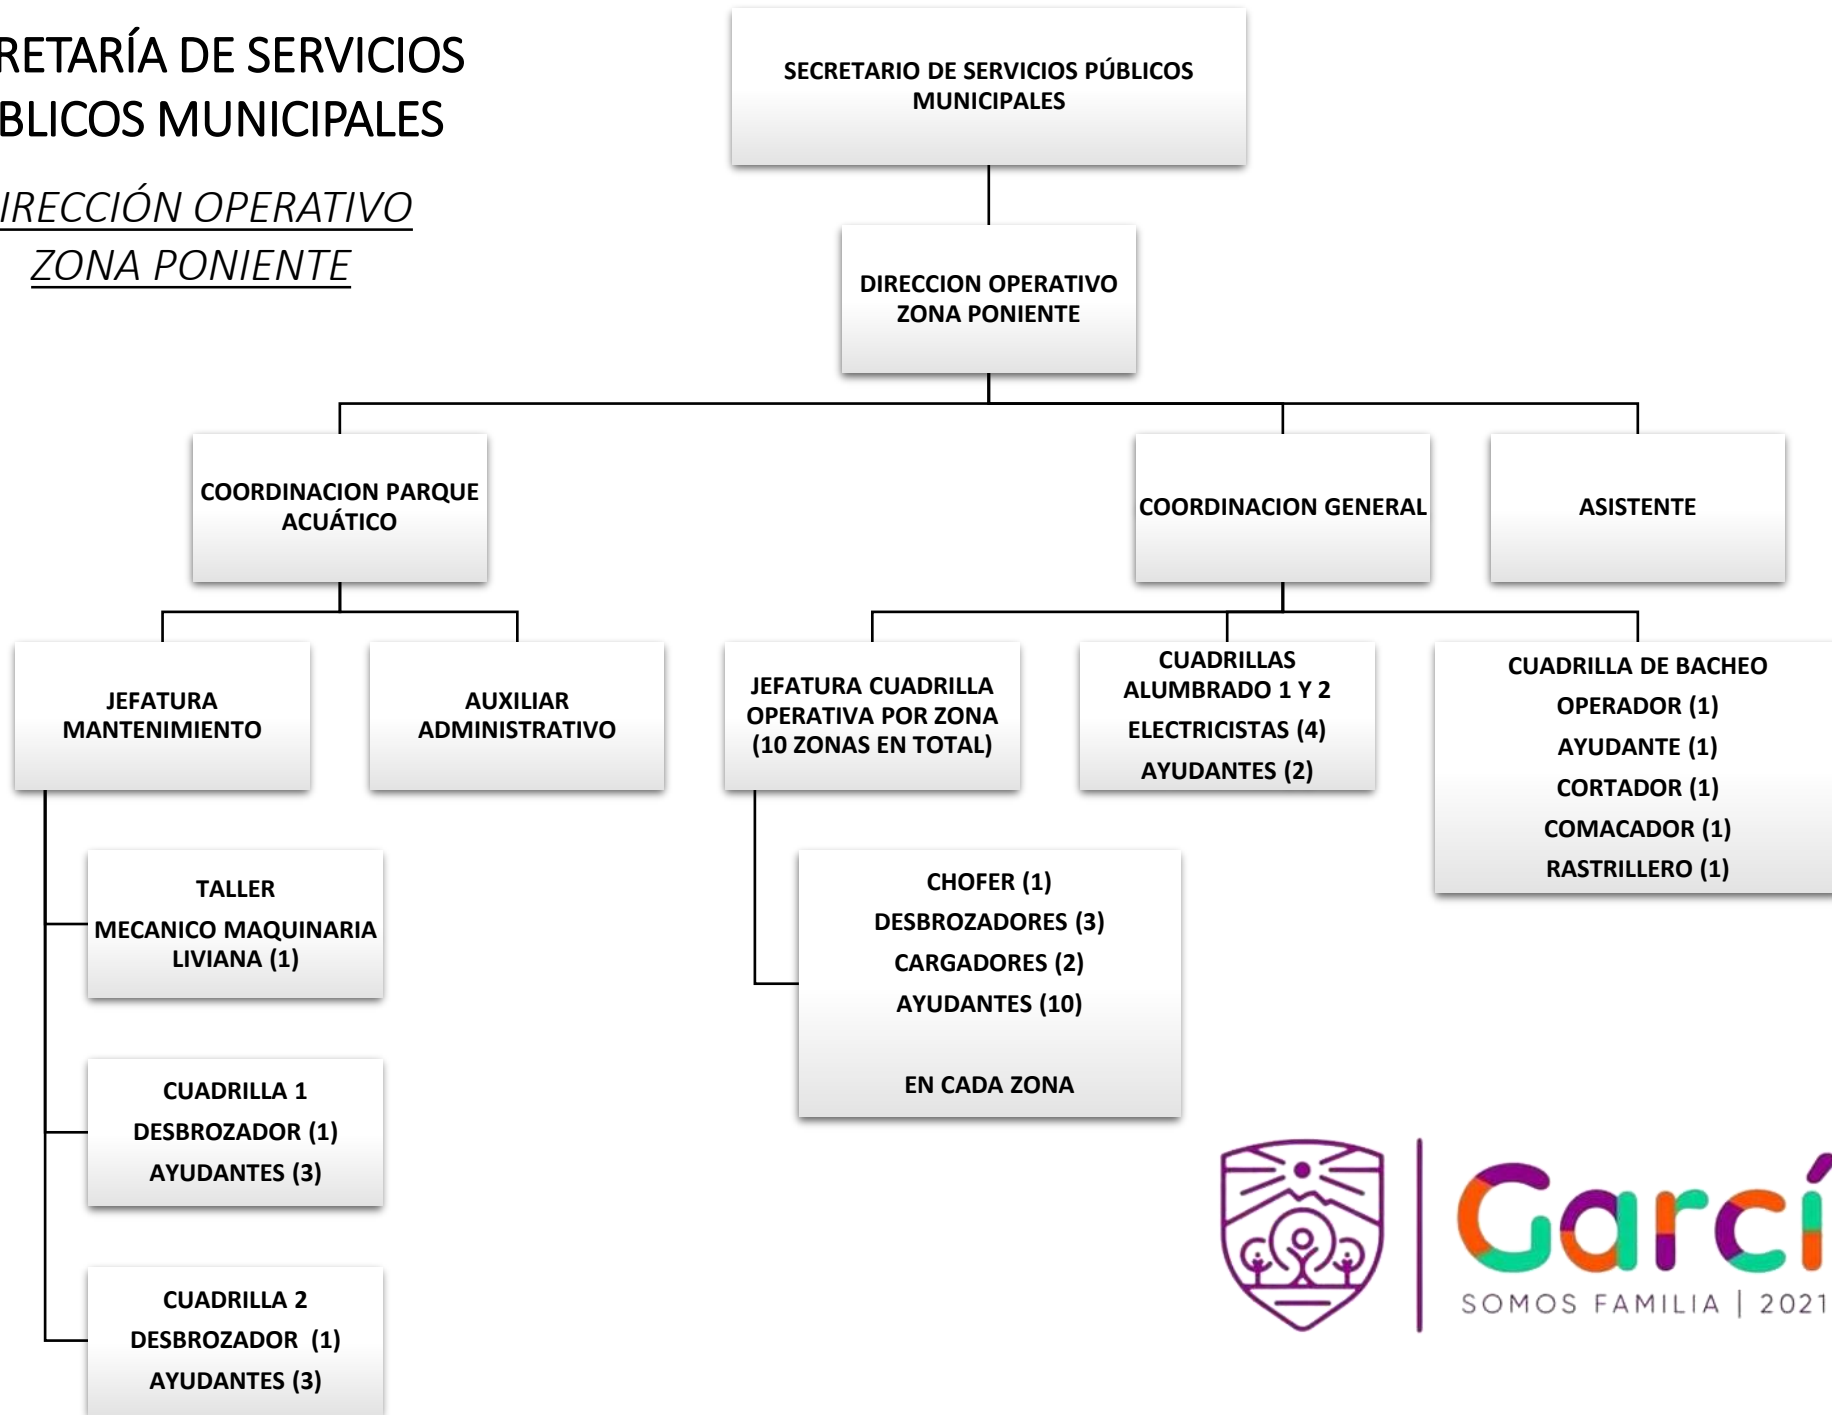 RETARÍA DE SERVICIOS
BLICOS MUNICIPALES
IRECCIÓN OPERATIVO
ZONA PONIENTE
SECRETARIO DE SERVICIOS PÚBLICOS
MUNICIPALES
DIRECCION OPERATIVO
ZONA PONIENTE
COORDINACION PARQUE
ACUÁTICO
COORDINACION GENERAL
ASISTENTE
JEFATURA
MANTENIMIENTO
AUXILIAR
ADMINISTRATIVO
JEFATURA CUADRILLA
OPERATIVA POR ZONA
(10 ZONAS EN TOTAL)
CUADRILLAS
ALUMBRADO 1 Y 2
ELECTRICISTAS (4)
AYUDANTES (2)
CUADRILLA DE BACHEO
OPERADOR (1)
AYUDANTE (1)
CORTADOR (1)
COMACADOR (1)
RASTRILLERO (1)
TALLER
MECANICO MAQUINARIA
LIVIANA (1)
CHOFER (1)
DESBROZADORES (3)
CARGADORES (2)
AYUDANTES (10)
EN CADA ZONA
CUADRILLA 1
DESBROZADOR (1)
AYUDANTES (3)
CUADRILLA 2
DESBROZADOR (1)
AYUDANTES (3)
Garcí
SOMOS FAMILIA | 2021